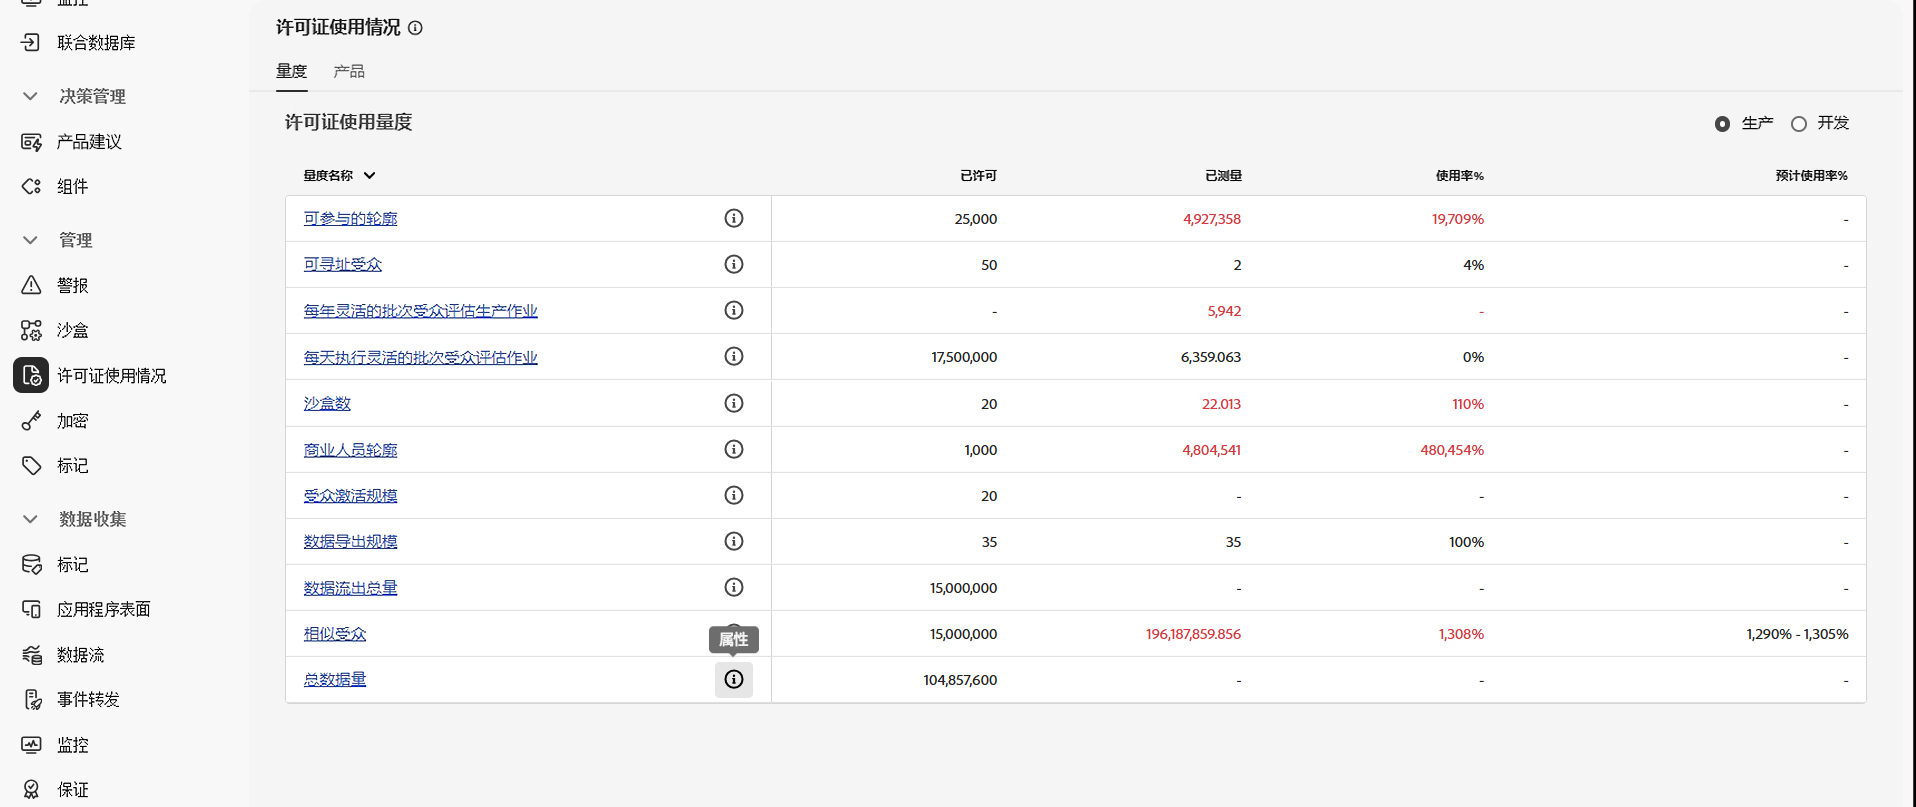 监控
联合数据库
决策管理
产品建议
组件
管理
警报
沙盒
许可证使用情况
加密
标记
数据收集
标记
应用程序表面
数据流
事件转发
监控
保证
许可证使用情况
量度 产品
许可证使用量度
生产 开发
量度名称 已许可 已测量 使用率% 预计使用率%
可参与的轮廓 25,000 4,927,358 19,709% -
可寻址受众 50 2 4% -
每年灵活的批次受众评估生产作业 - 5,942 - -
每天执行灵活的批次受众评估作业 17,500,000 6,359.063 0% -
沙盒数 20 22.013 110% -
商业人员轮廓 1,000 4,804,541 480,454% -
受众激活规模 20 - - -
数据导出规模 35 35 100% -
数据流出总量 15,000,000 - - -
相似受众 15,000,000 196,187,859.856 1,308% 1,290% - 1,305%
属性
总数据量 104,857,600 - - -